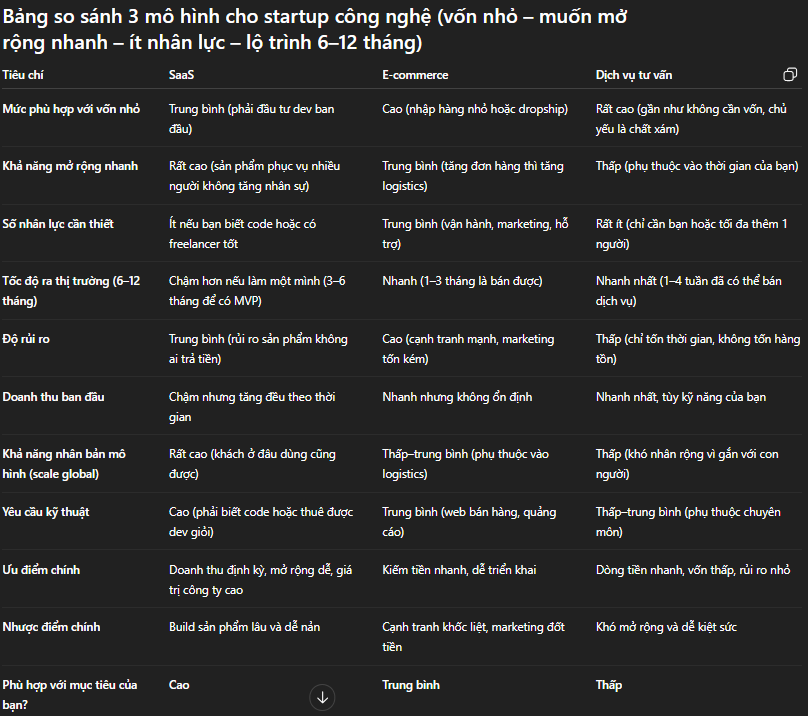 Bảng so sánh 3 mô hình cho startup công nghệ (vốn nhỏ – muốn mở
rộng nhanh – ít nhân lực – lộ trình 6–12 tháng)
Tiêu chí
SaaS
E-commerce
Dịch vụ tư vấn
Mức phù hợp với vốn nhỏ
Trung bình (phải đầu tư dev ban
đầu)
Cao (nhập hàng nhỏ hoặc dropship)
Rất cao (gần như không cần vốn, chủ
yếu là chất xám)
Khả năng mở rộng nhanh
Rất cao (sản phẩm phục vụ nhiều
người không tăng nhân sự)
Trung bình (tăng đơn hàng thì tăng
logistics)
Thấp (phụ thuộc vào thời gian của bạn)
Số nhân lực cần thiết
Ít nếu bạn biết code hoặc có
freelancer tốt
Trung bình (vận hành, marketing, hỗ
trợ)
Rất ít (chỉ cần bạn hoặc tối đa thêm 1
người)
Tốc độ ra thị trường (6–12
tháng)
Chậm hơn nếu làm một mình (3–6
tháng để có MVP)
Nhanh (1–3 tháng là bán được)
Nhanh nhất (1–4 tuần đã có thể bán
dịch vụ)
Độ rủi ro
Trung bình (rủi ro sản phẩm không
ai trả tiền)
Cao (cạnh tranh mạnh, marketing
tốn kém)
Thấp (chỉ tốn thời gian, không tốn hàng
tồn)
Doanh thu ban đầu
Chậm nhưng tăng đều theo thời
gian
Nhanh nhưng không ổn định
Nhanh nhất, tùy kỹ năng của bạn
Khả năng nhân bản mô
hình (scale global)
Rất cao (khách ở đâu dùng cũng
được)
Thấp–trung bình (phụ thuộc vào
logistics)
Thấp (khó nhân rộng vì gắn với con
người)
Yêu cầu kỹ thuật
Cao (phải biết code hoặc thuê được
dev giỏi)
Trung bình (web bán hàng, quảng
cáo)
Thấp–trung bình (phụ thuộc chuyên
môn)
Ưu điểm chính
Doanh thu định kỳ, mở rộng dễ, giá
trị công ty cao
Kiếm tiền nhanh, dễ triển khai
Dòng tiền nhanh, vốn thấp, rủi ro nhỏ
Nhược điểm chính
Build sản phẩm lâu và dễ nản
Cạnh tranh khốc liệt, marketing đốt
tiền
Khó mở rộng và dễ kiệt sức
Phù hợp với mục tiêu của
bạn?
Cao
Trung bình
Thấp